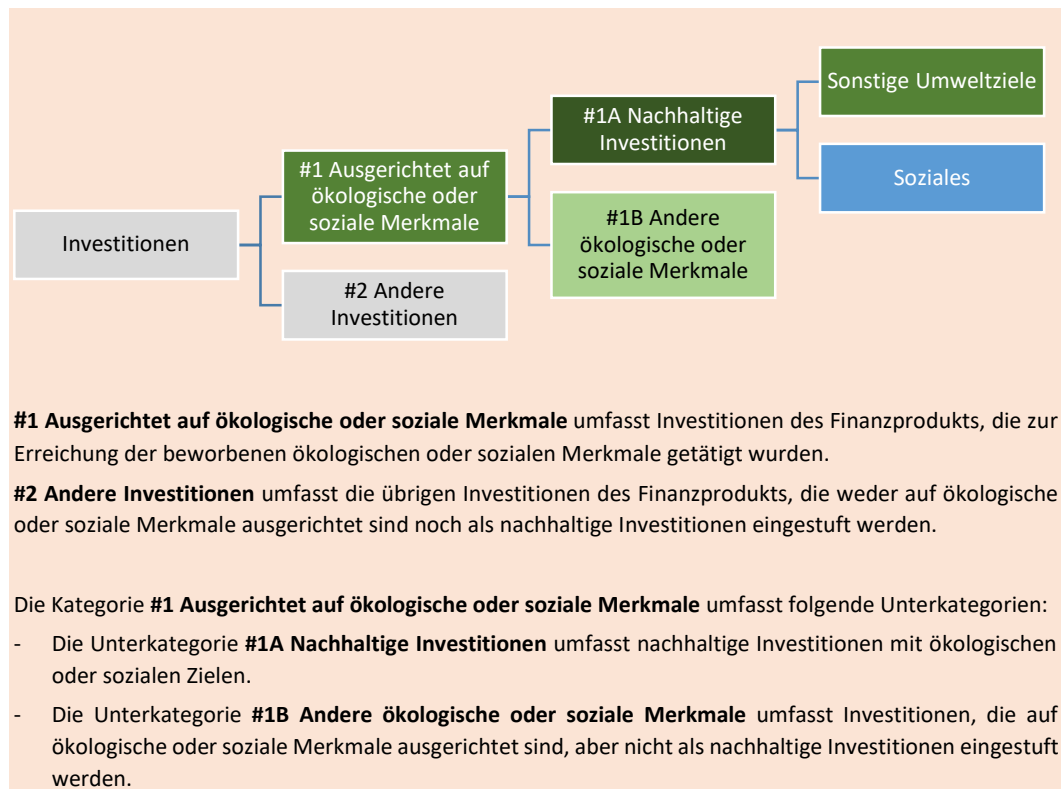 Sonstige Umweltziele
#1A Nachhaltige
Investitionen
#1 Ausgerichtet auf
ökologische oder
soziale Merkmale
Soziales
#1B Andere
ökologische oder
soziale Merkmale
Investitionen
#2 Andere
Investitionen
#1 Ausgerichtet auf ökologische oder soziale Merkmale umfasst Investitionen des Finanzprodukts, die zur
Erreichung der beworbenen ökologischen oder sozialen Merkmale getätigt wurden.
#2 Andere Investitionen umfasst die übrigen Investitionen des Finanzprodukts, die weder auf ökologische
oder soziale Merkmale ausgerichtet sind noch als nachhaltige Investitionen eingestuft werden.
Die Kategorie #1 Ausgerichtet auf ökologische oder soziale Merkmale umfasst folgende Unterkategorien:
- Die Unterkategorie #1A Nachhaltige Investitionen umfasst nachhaltige Investitionen mit ökologischen
oder sozialen Zielen.
- Die Unterkategorie #1B Andere ökologische oder soziale Merkmale umfasst Investitionen, die auf
ökologische oder soziale Merkmale ausgerichtet sind, aber nicht als nachhaltige Investitionen eingestuft
werden.